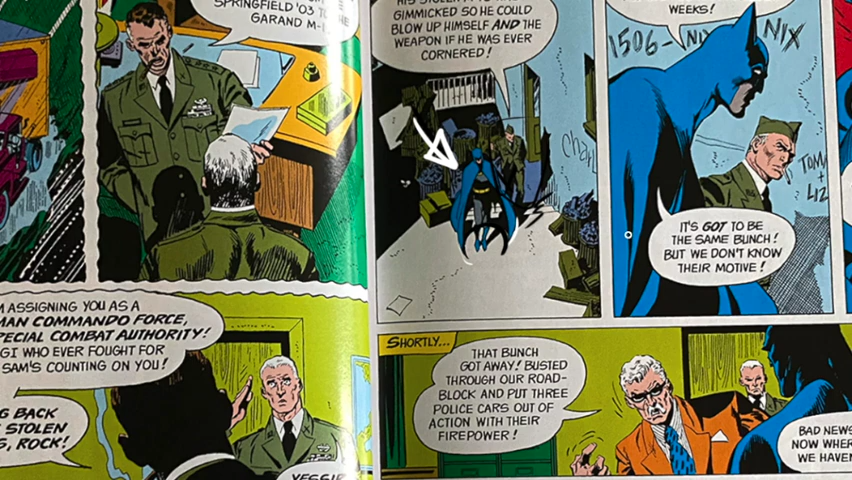 SPRINGFIELD '03 TO
GARAND M-1
M ASSIGNING YOU AS A
MAN COMMANDO FORCE,
SPECIAL COMBAT AUTHORITY!
GI WHO EVER FOUGHT FOR
SAM'S COUNTING ON YOU!
BACK
STOLEN
ROCK!
GIMMICKED SO HE COULD
BLOW UP HIMSELF AND THE
WEAPON IF HE WAS EVER
CORNERED!
WEEKS!
1506- NIX NIX
TOM
+
LIZ
IT'S GOT TO BE
THE SAME BUNCH!
BUT WE DON'T KNOW
THEIR MOTIVE!
SHORTLY...
THAT BUNCH
GOT AWAY! BUSTED
THROUGH OUR ROAD-
BLOCK AND PUT THREE
POLICE CARS OUT OF
ACTION WITH THEIR
FIREPOWER!
BAD NEWS
NOW WHER
WE HAVEN